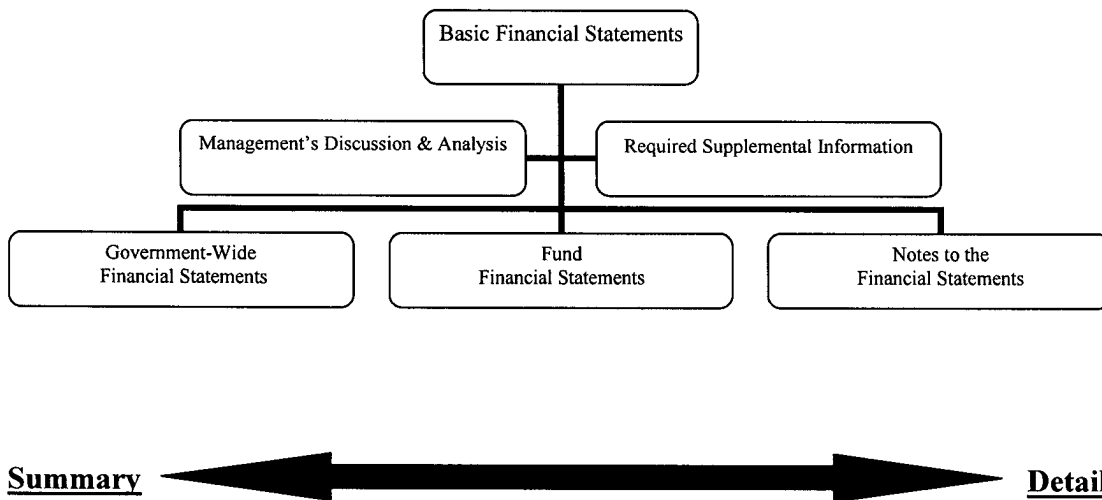 Basic Financial Statements
Management's Discussion & Analysis
Required Supplemental Information
Government-Wide
Financial Statements
Fund
Financial Statements
Notes to the
Financial Statements
Summary
Detail